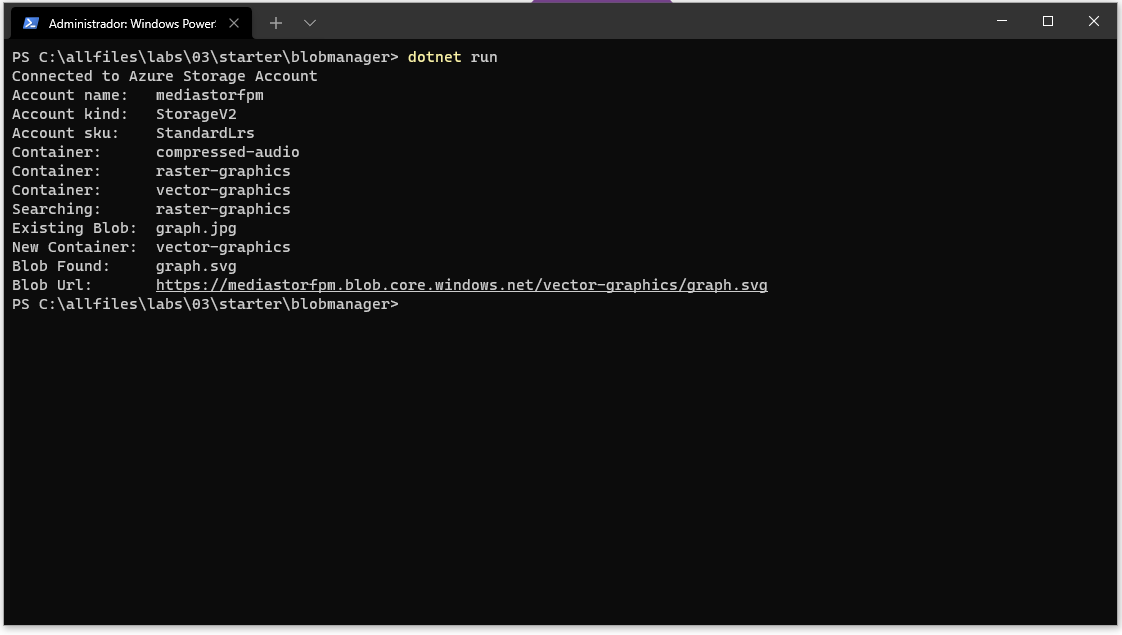 Administrador: Windows Power
PS C:\allfiles\labs\03\starter\blobmanager> dotnet run
Connected to Azure Storage Account
Account name:   mediastorfpm
Account kind:   StorageV2
Account sku:    StandardLrs
Container:      compressed-audio
Container:      raster-graphics
Container:      vector-graphics
Searching:      raster-graphics
Existing Blob:  graph.jpg
New Container:  vector-graphics
Blob Found:     graph.svg
Blob Url:       https://mediastorfpm.blob.core.windows.net/vector-graphics/graph.svg
PS C:\allfiles\labs\03\starter\blobmanager>